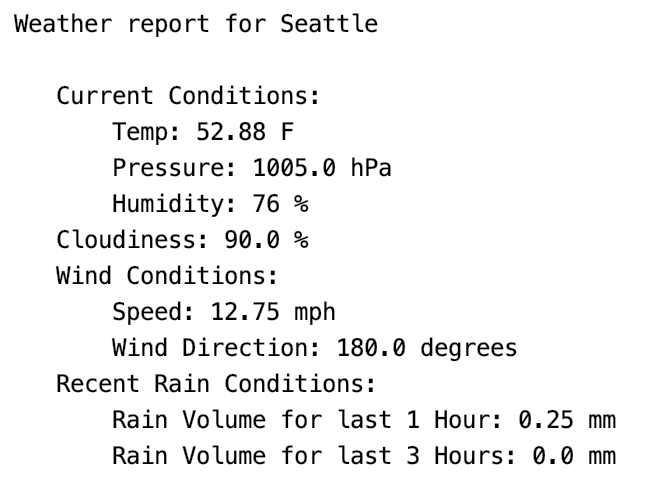 Weather report for Seattle
Current Conditions:
Temp: 52.88 F
Pressure: 1005.0 hPa
Humidity: 76 %
Cloudiness: 90.0 %
Wind Conditions:
Speed: 12.75 mph
Wind Direction: 180.0 degrees
Recent Rain Conditions:
Rain Volume for last 1 Hour: 0.25 mm
Rain Volume for last 3 Hours: 0.0 mm